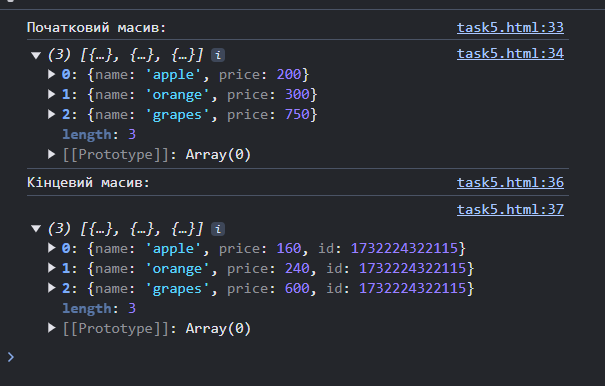 Початковий масив: task5.html:33
task5.html:34
▼ (3) [{…}, {…}, {…}] i
▶ 0: {name: 'apple', price: 200}
▶ 1: {name: 'orange', price: 300}
▶ 2: {name: 'grapes', price: 750}
length: 3
▶ [[Prototype]]: Array(0)
Кінцевий масив: task5.html:36
task5.html:37
▼ (3) [{…}, {…}, {…}] i
▶ 0: {name: 'apple', price: 160, id: 1732224322115}
▶ 1: {name: 'orange', price: 240, id: 1732224322115}
▶ 2: {name: 'grapes', price: 600, id: 1732224322115}
length: 3
▶ [[Prototype]]: Array(0)